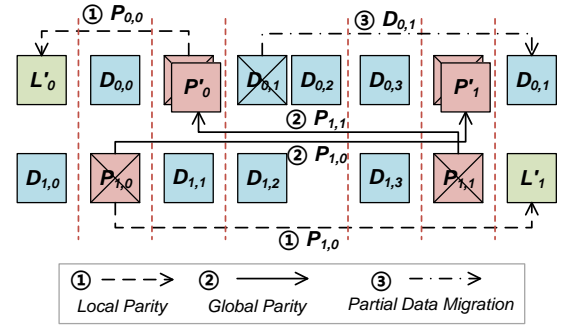 ① P0,0
③ D0,1
L'0 D0,0 P'0 D0,1 D0,2 D0,3 P'1 D0,1
② P1,1
② P1,0
D1,0 P1,0 D1,1 D1,2 D1,3 P1,1 L'1
① P1,0
① ② ③
Local Parity Global Parity Partial Data Migration